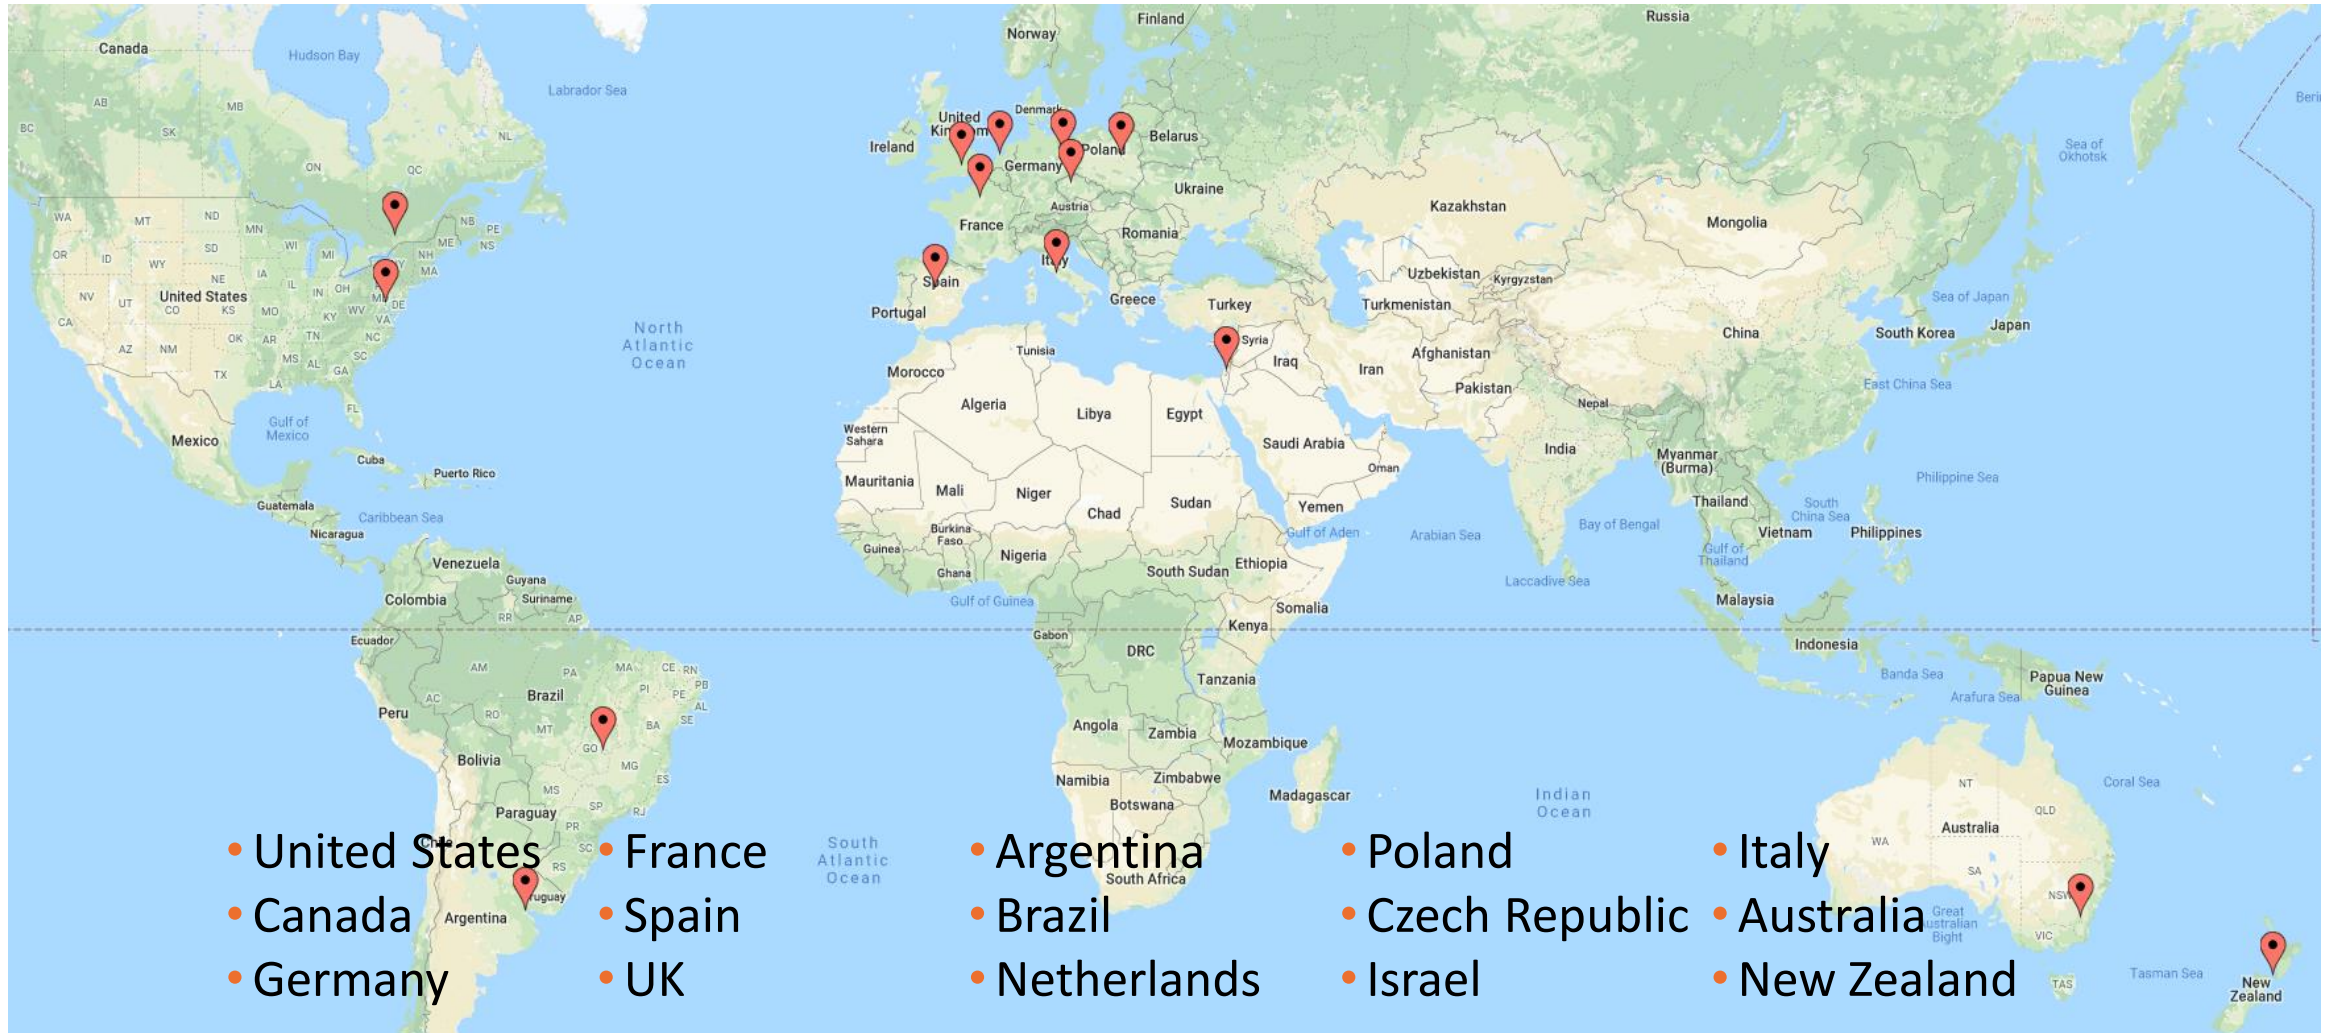 Finland
Russia
Norway
Canada
Hudson Bay
Labrador Sea
AB
MB
BC
SK
NL
ON
QC
Denmark
United
Kingdom
Ireland
Belarus
Poland
Germany
Ukraine
Austria
France
Romania
Italy
Spain
Portugal
Greece
Turkey
Kazakhstan
Mongolia
Uzbekistan
Kyrgyzstan
Turkmenistan
China
South Korea
Japan
Sea of
Okhotsk
Beri
Sea of Japan
East China Sea
WA
MT
ND
MN
NB
PE
NS
ME
OR
ID
WY
SD
WI
MI
NH
MA
NE
IA
IL
IN
OH
NV
UT
United States
CO
KS
MO
KY
WV
VA
DE
CA
AZ
NM
OK
AR
TN
NC
MS
AL
SC
GA
TX
LA
FL
North
Atlantic
Ocean
Gulf of
Mexico
Mexico
Cuba
Puerto Rico
Guatemala
Caribbean Sea
Nicaragua
Tunisia
Morocco
Algeria
Libya
Egypt
Western
Sahara
Mauritania
Mali
Niger
Chad
Sudan
Syria
Iraq
Iran
Afghanistan
Pakistan
Nepal
India
Saudi Arabia
Oman
Yemen
Gulf of Aden
Arabian Sea
Bay of Bengal
Myanmar
(Burma)
Thailand
Vietnam
South
China Sea
Philippines
Philippine Sea
Gulf of
Thailand
Laccadive Sea
Malaysia
Indonesia
Burkina
Faso
Guinea
Ghana
Nigeria
South Sudan
Ethiopia
Gulf of Guinea
Somalia
Kenya
Gabon
DRC
Tanzania
Angola
Zambia
Mozambique
Namibia
Zimbabwe
Botswana
Madagascar
South Africa
Indian
Ocean
Venezuela
Guyana
Suriname
Colombia
RR
AP
Ecuador
AM
PA
MA
CE
RN
PB
PI
PE
AL
SE
AC
RO
Brazil
MT
BA
GO
Peru
Bolivia
MG
ES
MS
SP
RJ
Paraguay
PR
SC
RS
Chile
Argentina
ruguay
South
Atlantic
Ocean
Banda Sea
Arafura Sea
Papua New
Guinea
Coral Sea
NT
QLD
WA
Australia
SA
NSW
VIC
TAS
Great
Australian
Bight
Tasman Sea
New
Zealand
• United States
• Canada
• Germany
• France
• Spain
• UK
• Argentina
• Brazil
• Netherlands
• Poland
• Czech Republic
• Israel
• Italy
• Australia
• New Zealand